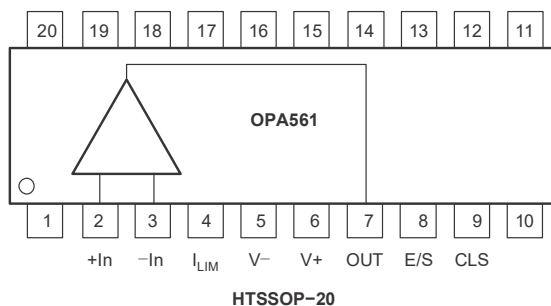 20 19 18 17 16 15 14 13 12 11
OPA561
1 2 3 4 5 6 7 8 9 10
+In −In I_LIM V− V+ OUT E/S CLS
HTSSOP−20